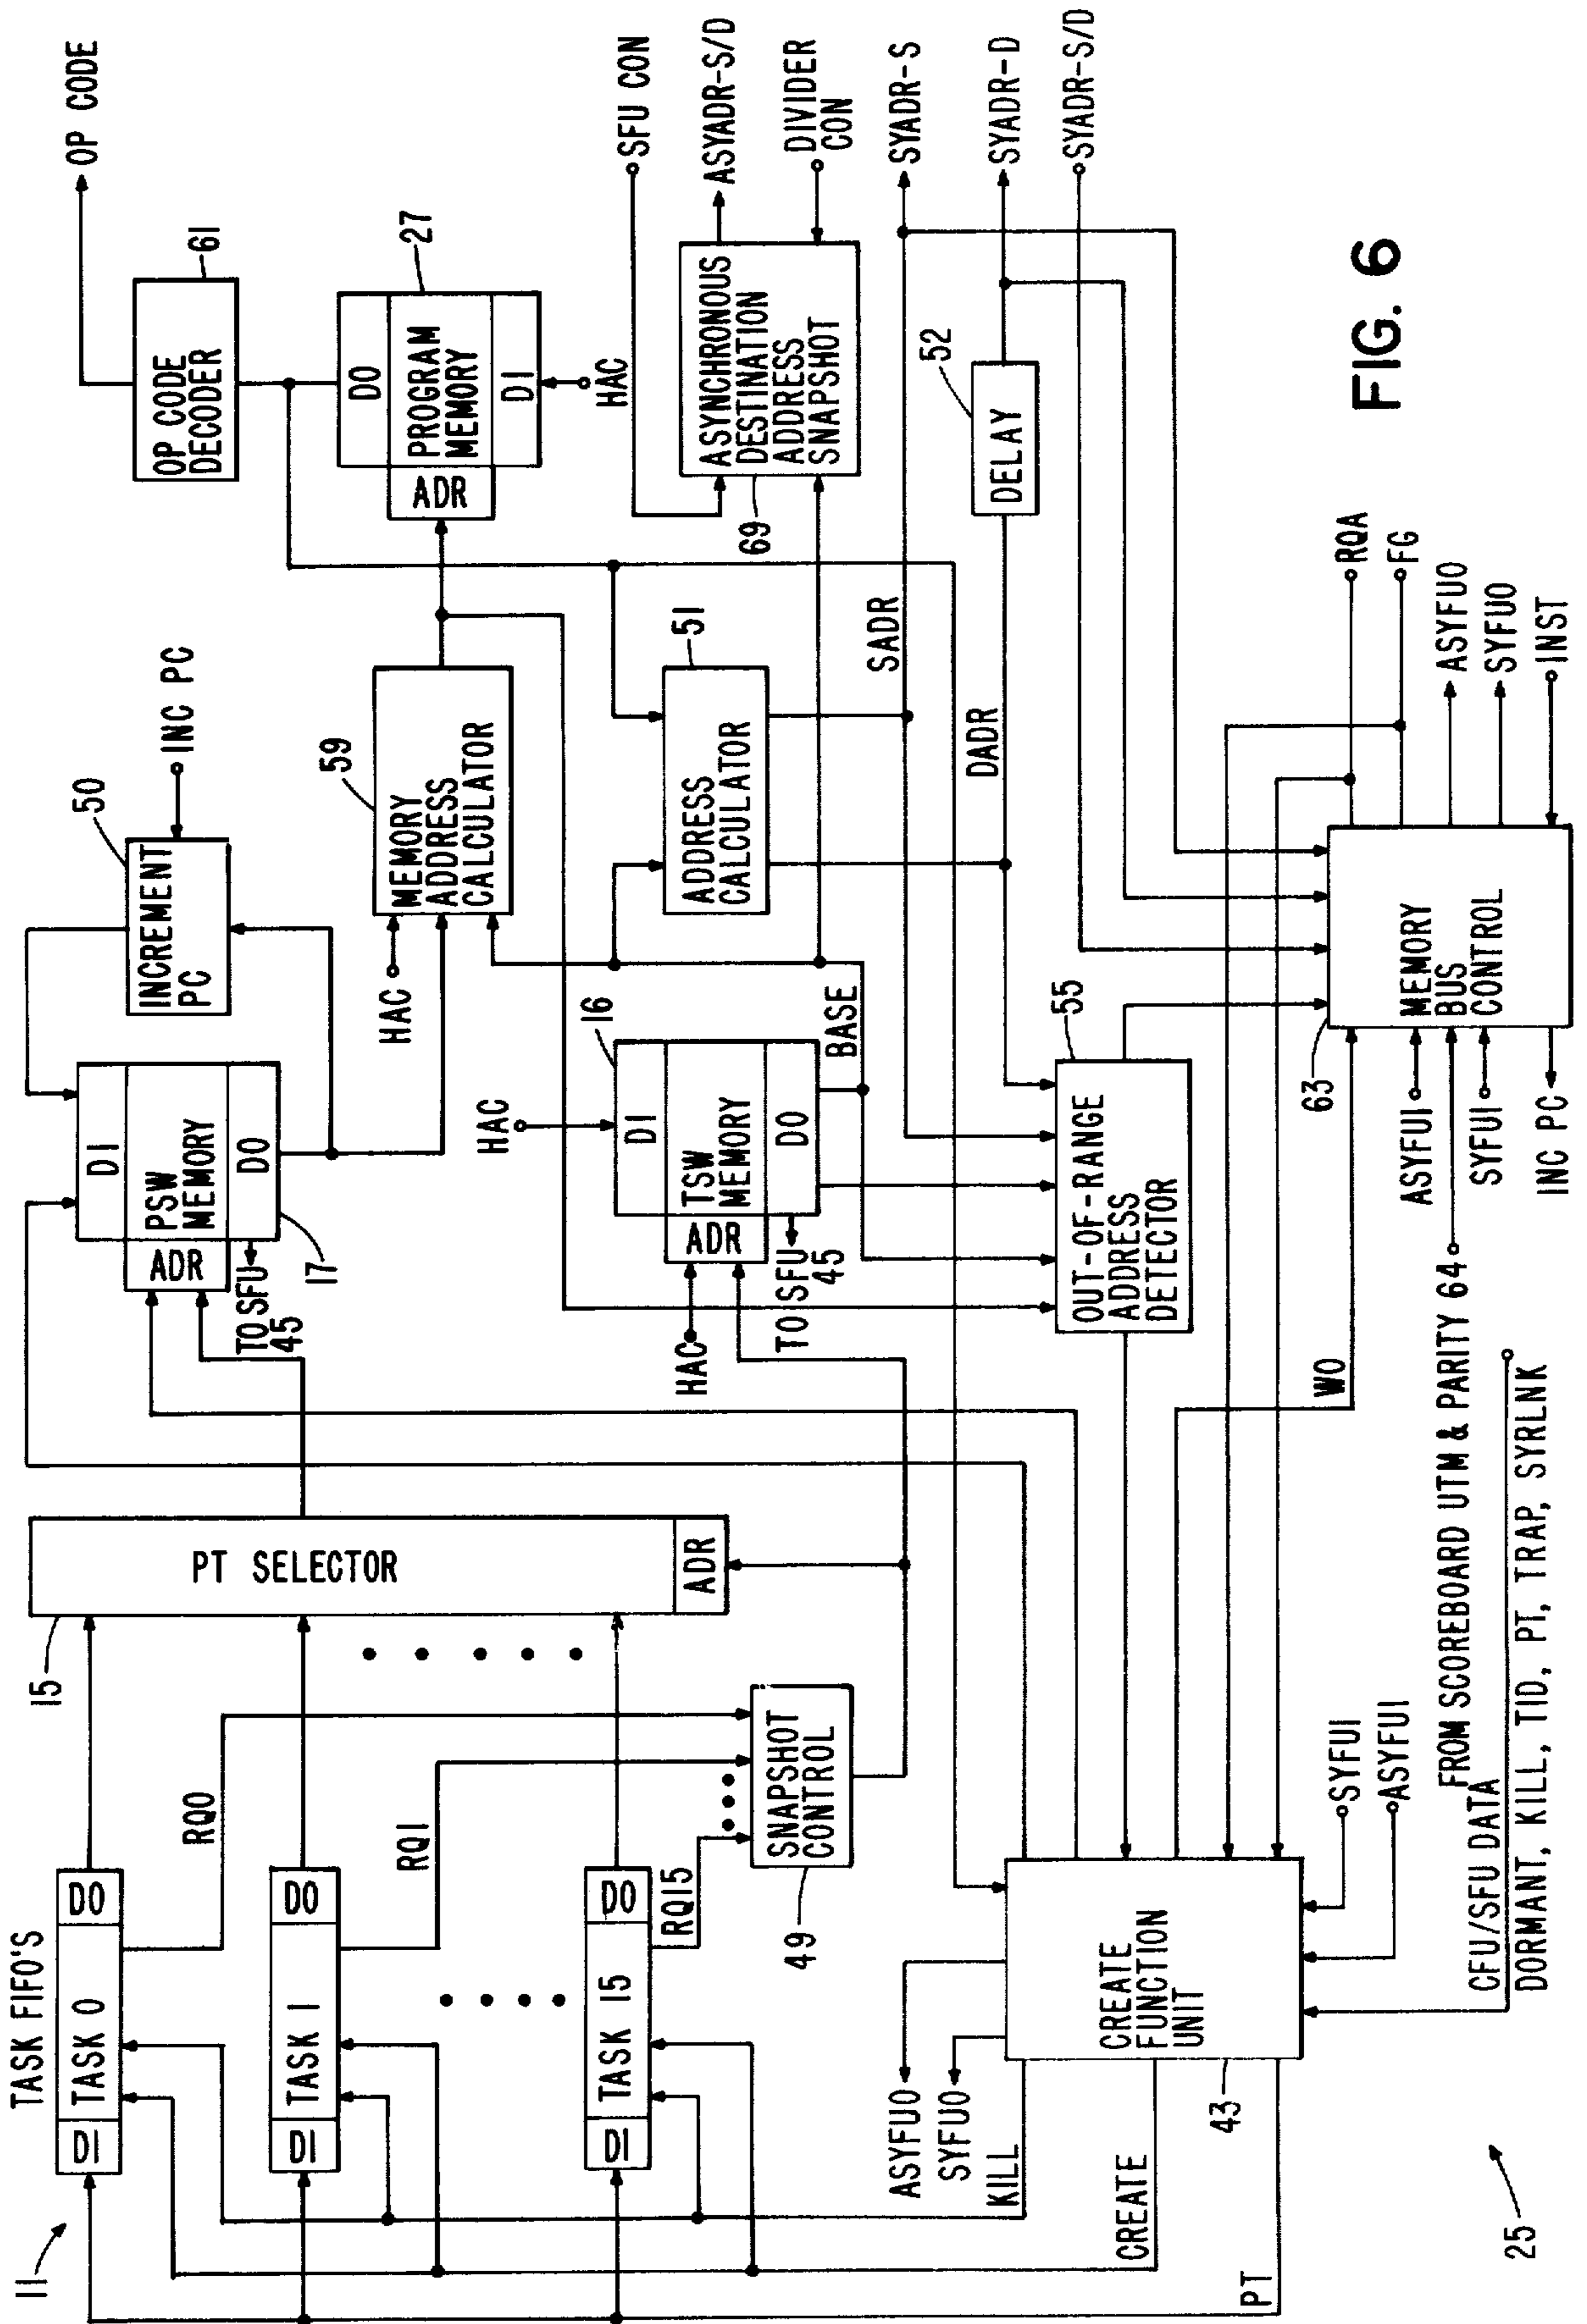 TASK FIFO'S
11
DI
TASK 0
DO
DI
TASK 1
DO
DI
TASK 15
DO
RQ0
RQ1
RQ15
SNAPSHOT
CONTROL
49
15
PT SELECTOR
ADR
KILL
CREATE
PT
ASYFUO
SYFUO
CREATE
FUNCTION
UNIT
43
SYFUI
ASYFUI
CFU/SFU DATA
DORMANT, KILL, TID, PT, TRAP, SYRLNK
FROM SCOREBOARD UTM & PARITY 64
25
DI
PSW
MEMORY
DO
ADR
17
TO SFU
45
50
INCREMENT
PC
INC PC
HAC
59
MEMORY
ADDRESS
CALCULATOR
HAC
16
DI
TSW
MEMORY
DO
ADR
HAC
TO SFU
45
BASE
51
ADDRESS
CALCULATOR
SADR
DADR
55
OUT-OF-RANGE
ADDRESS
DETECTOR
WO
OP CODE
61
OP CODE
DECODER
27
DO
PROGRAM
MEMORY
DI
ADR
HAC
SFU CON
ASYADR-S/D
ASYNCHRONOUS
DESTINATION
ADDRESS
SNAPSHOT
69
DIVIDER
CON
SYADR-S
SYADR-D
SYADR-S/D
52
DELAY
63
MEMORY
BUS
CONTROL
ASYFUI
SYFUI
INC PC
RQA
FG
ASYFUO
SYFUO
INST
FIG. 6